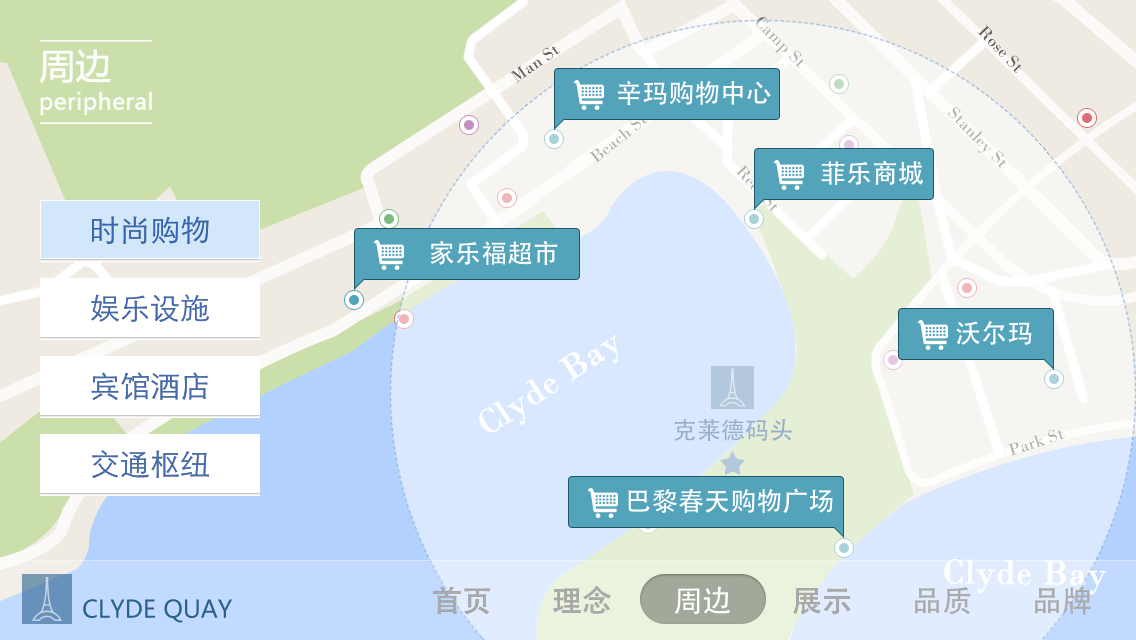 周边
peripheral
时尚购物
娱乐设施
宾馆酒店
交通枢纽
Man St
Camp St
Rose St
辛玛购物中心
Beach St
Stanley St
菲乐商城
家乐福超市
沃尔玛
Clyde Bay
克莱德码头
Park St
巴黎春天购物广场
Clyde Bay
CLYDE QUAY
首页
理念
周边
展示
品质
品牌